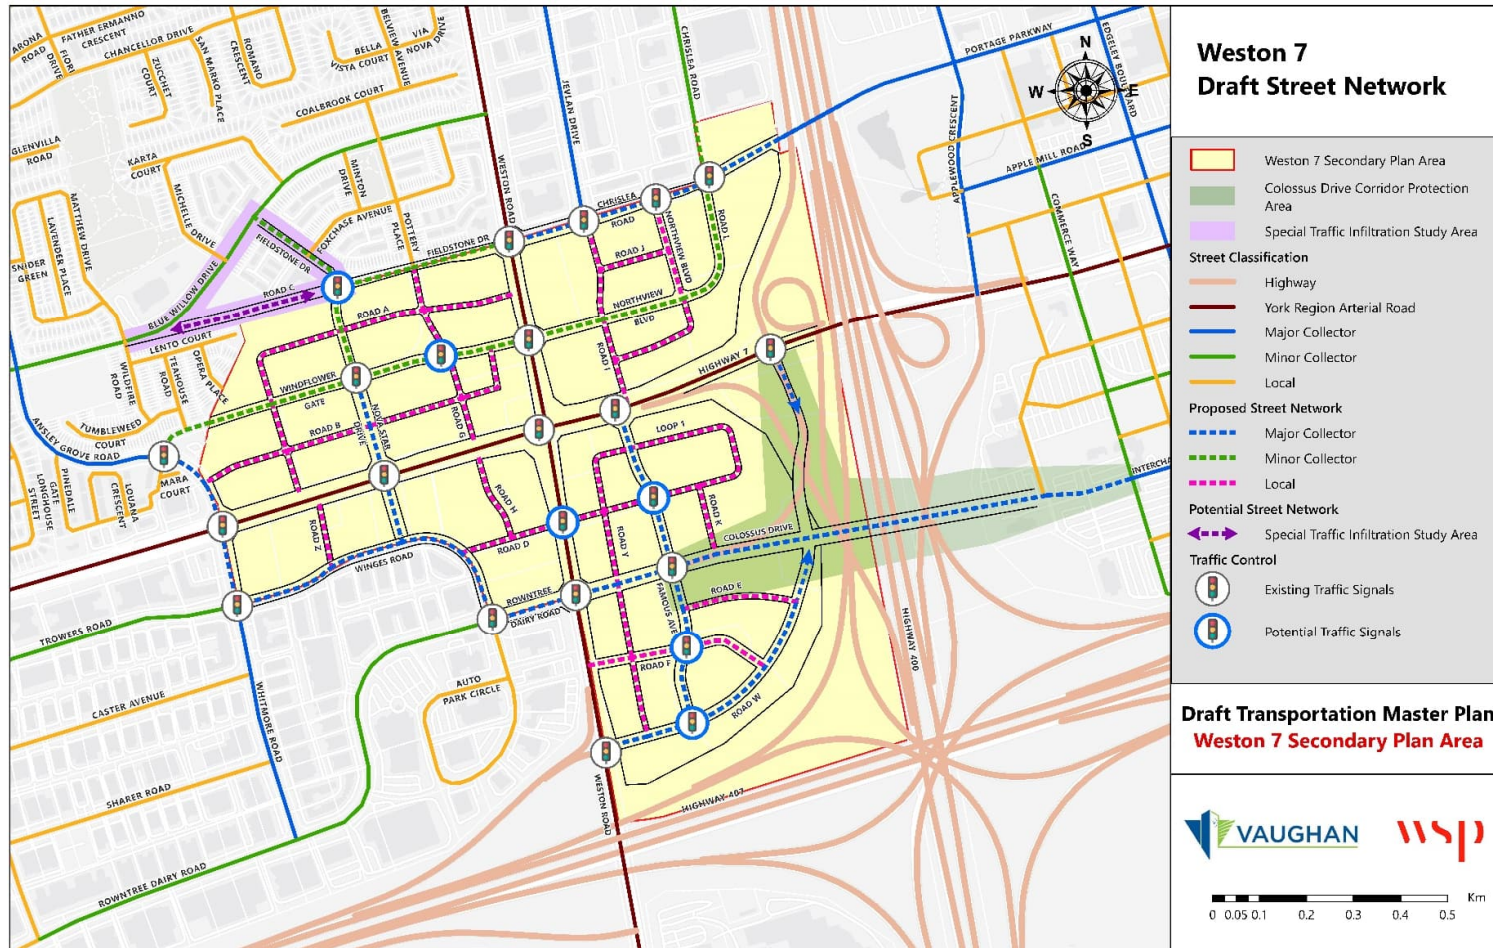 ARONA
ROAD
FIORI
DRIVE
FATHER ERMANNO
CRESCENT
CHANCELLOR DRIVE
ZUCCHET
COURT
SAN MARKO PLACE
ROMANO
CRESCENT
BELLA
VISTA COURT
BELVIEW AVENUE
VIA
NOVA DRIVE
COALBROOK COURT
GLENVILLA
ROAD
KARTA
COURT
MICHELLE DRIVE
MINTON
DRIVE
MATTHEW DRIVE
LAVENDER PLACE
SNIDER
GREEN
FOXCHASE AVENUE
POTTERY
PLACE
FIELDSTONE DR
BLUE WILLOW DRIVE
ROAD C
LENTO COURT
WILDFIRE
ROAD
TEAHOUSE
ROAD
OPERA PLACE
TUMBLEWEED
COURT
ANSLEY GROVE ROAD
MARA
COURT
LOUANA
CRESCENT
PINEDALE
GATE
LONGHOUSE
STREET
WESTON ROAD
JEVLAN DRIVE
CHRISLEA ROAD
FIELDSTONE DR
CHRISLEA
ROAD
ROAD J
NORTHVIEW BLVD
ROAD L
NORTHVIEW
BLVD
ROAD I
ROAD A
WINDFLOWER
GATE
ROAD B
NOVA STAR
DRIVE
ROAD G
HIGHWAY 7
LOOP 1
ROAD K
ROAD H
ROAD D
ROAD Z
WINGES ROAD
ROAD Y
COLOSSUS DRIVE
ROWNTREE
DAIRY ROAD
FAMOUS AVE
ROAD E
ROAD F
ROAD W
TROWERS ROAD
CASTER AVENUE
WHITMORE ROAD
AUTO
PARK CIRCLE
SHARER ROAD
ROWNTREE DAIRY ROAD
WESTON ROAD
HIGHWAY 407
HIGHWAY 400
PORTAGE PARKWAY
EDGELEY BOULEVARD
APPLEWOOD CRESCENT
APPLE MILL ROAD
COMMERCE WAY
INTERCHA
N
W
E
S
Weston 7
Draft Street Network
Weston 7 Secondary Plan Area
Colossus Drive Corridor Protection
Area
Special Traffic Infiltration Study Area
Street Classification
Highway
York Region Arterial Road
Major Collector
Minor Collector
Local
Proposed Street Network
Major Collector
Minor Collector
Local
Potential Street Network
Special Traffic Infiltration Study Area
Traffic Control
Existing Traffic Signals
Potential Traffic Signals
Draft Transportation Master Plan
Weston 7 Secondary Plan Area
VAUGHAN
wsp
Km
0 0.05 0.1 0.2 0.3 0.4 0.5